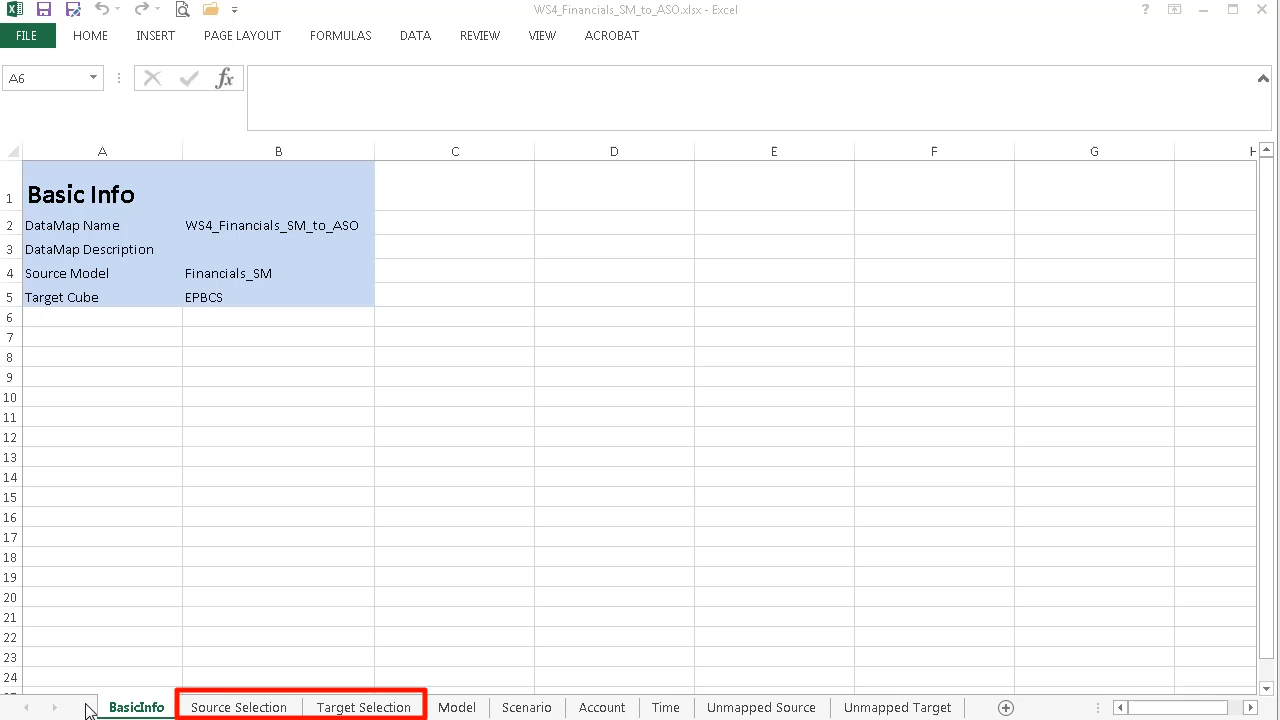 WS4_Financials_SM_to_ASO.xlsx - Excel
?
FILE HOME INSERT PAGE LAYOUT FORMULAS DATA REVIEW VIEW ACROBAT
A6 fx
A B C D E F G H
1 Basic Info
2 DataMap Name WS4_Financials_SM_to_ASO
3 DataMap Description
4 Source Model Financials_SM
5 Target Cube EPBCS
6
7
8
9
10
11
12
13
14
15
16
17
18
19
20
21
22
23
24
BasicInfo Source Selection Target Selection Model Scenario Account Time Unmapped Source Unmapped Target